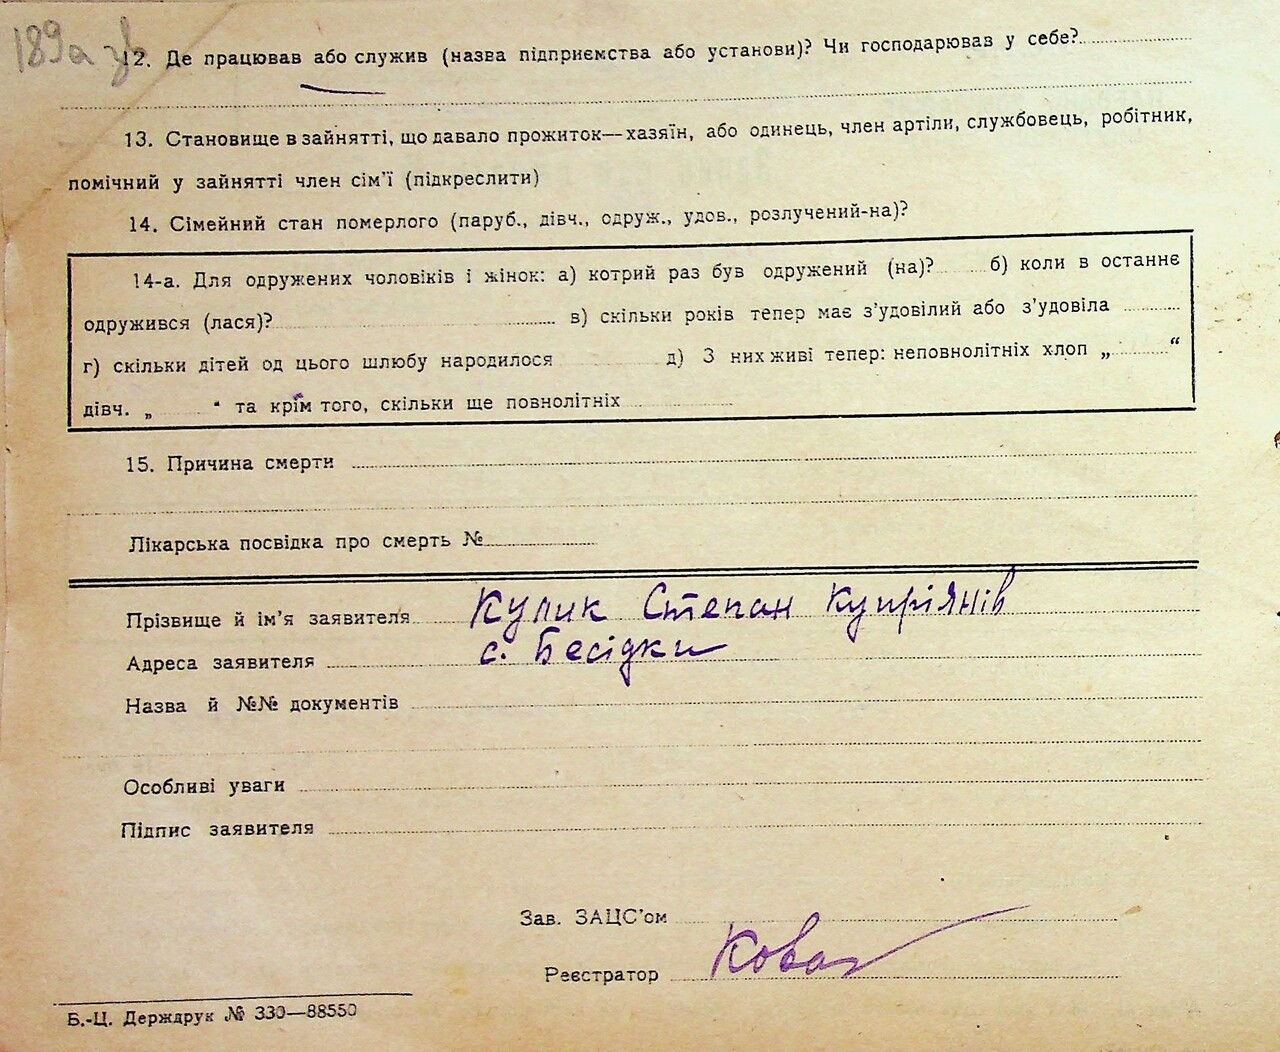 189а зв
12. Де працював або служив (назва підприємства або установи)? Чи господарював у себе?
13. Становище в зайнятті, що давало прожиток—хазяїн, або одинець, член артіли, службовець, робітник,
помічний у зайнятті член сім’ї (підкреслити)
14. Сімейний стан померлого (паруб., дівч., одруж., удов., розлучений-на)?
14-а. Для одружених чоловіків і жінок: а) котрий раз був одружений (на)? б) коли в останнє
одружився (лася)? в) скільки років тепер має з’удовілий або з’удовіла
г) скільки дітей од цього шлюбу народилося д) З них живі тепер: неповнолітніх хлоп „ “
дівч. „ “ та крім того, скільки ще повнолітніх
15. Причина смерти
Лікарська посвідка про смерть №
Прізвище й ім’я заявителя Кулик Степан Купріянів
Адреса заявителя с. Бесідки
Назва й №№ документів
Особливі уваги
Підпис заявителя
Зав. ЗАЦС’ом
Реєстратор
Б.-Ц. Держдрук № 330—88550